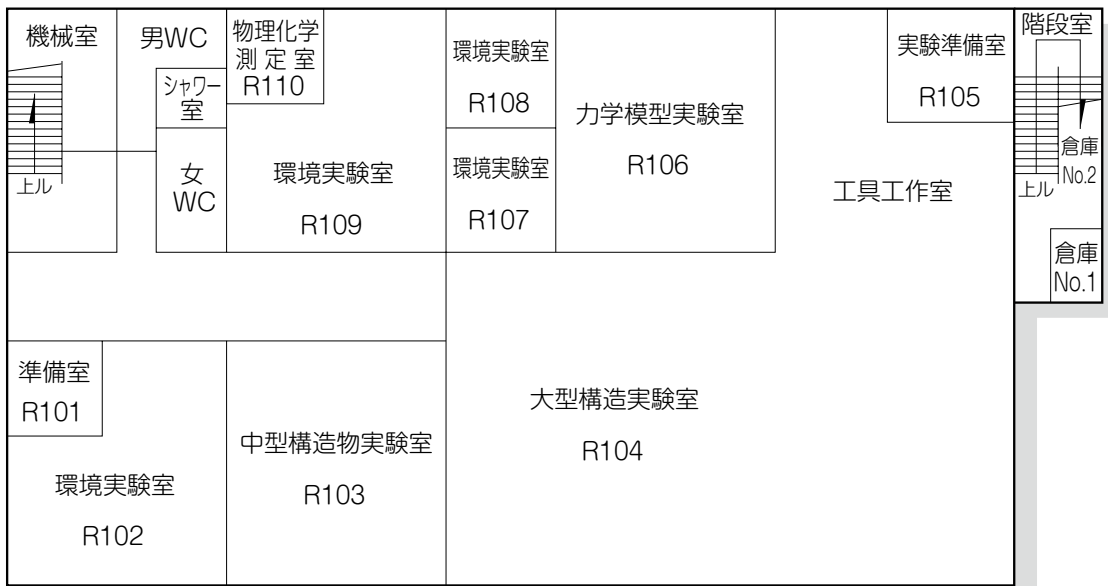 機械室
上ル
男WC
シャワー
室
女
WC
物理化学
測定室
R110
環境実験室
R109
環境実験室
R108
環境実験室
R107
力学模型実験室
R106
実験準備室
R105
工具工作室
階段室
上ル
倉庫
No.2
倉庫
No.1
準備室
R101
環境実験室
R102
中型構造物実験室
R103
大型構造実験室
R104